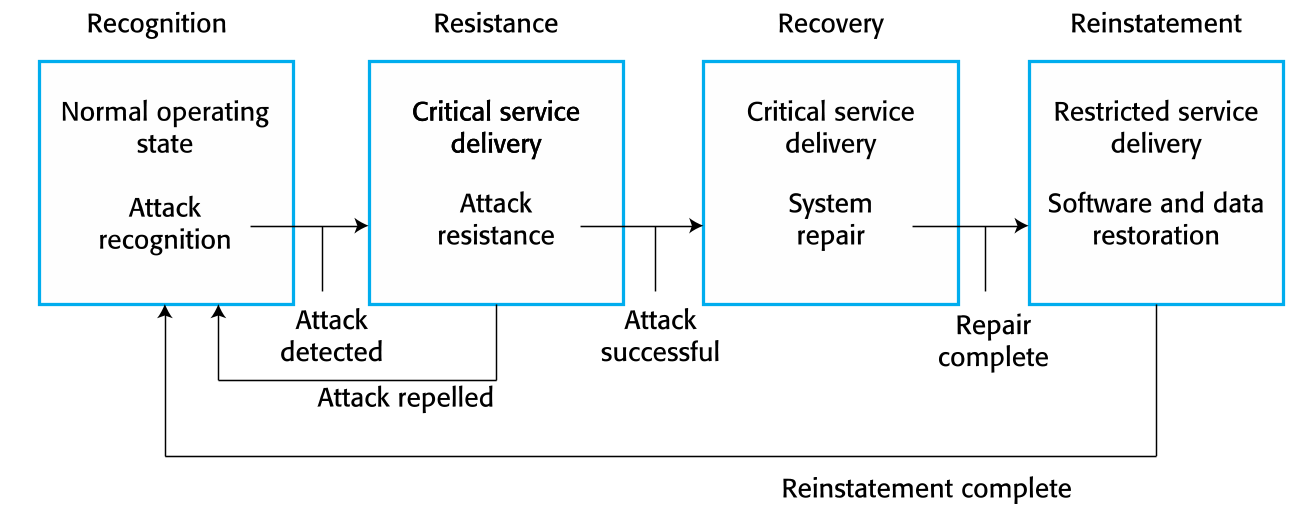 Recognition
Resistance
Recovery
Reinstatement
Normal operating
state
Attack
recognition
Critical service
delivery
Attack
resistance
Critical service
delivery
System
repair
Restricted service
delivery
Software and data
restoration
Attack
detected
Attack
successful
Repair
complete
Attack repelled
Reinstatement complete